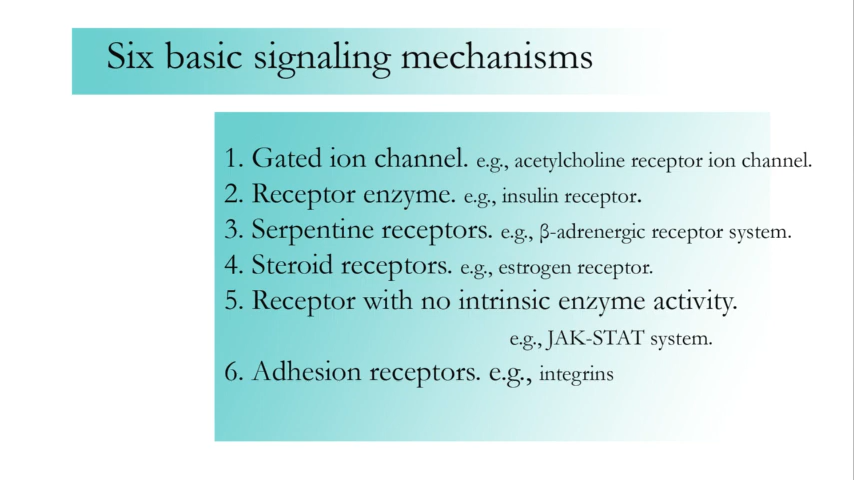 Six basic signaling mechanisms
1. Gated ion channel. e.g., acetylcholine receptor ion channel.
2. Receptor enzyme. e.g., insulin receptor.
3. Serpentine receptors. e.g., β-adrenergic receptor system.
4. Steroid receptors. e.g., estrogen receptor.
5. Receptor with no intrinsic enzyme activity.
e.g., JAK-STAT system.
6. Adhesion receptors. e.g., integrins